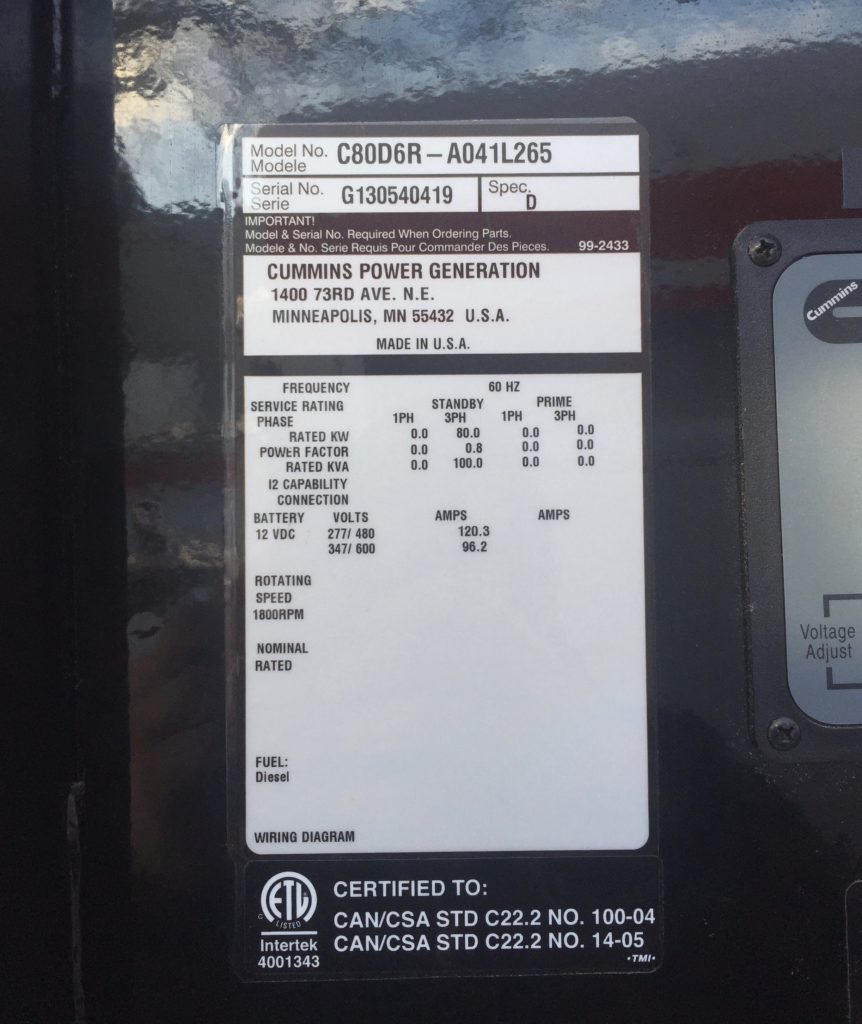 Model No. C80D6R – A041L265
Modele
Serial No. G130540419 Spec. D
Serie
IMPORTANT!
Model & Serial No. Required When Ordering Parts.
Modele & No. Serie Requis Pour Commander Des Pieces. 99-2433
CUMMINS POWER GENERATION
1400 73RD AVE. N.E.
MINNEAPOLIS, MN 55432 U.S.A.
MADE IN U.S.A.
FREQUENCY 60 HZ
SERVICE RATING STANDBY PRIME
PHASE 1PH 3PH 1PH 3PH
RATED KW 0.0 80.0 0.0 0.0
POWER FACTOR 0.0 0.8 0.0 0.0
RATED KVA 0.0 100.0 0.0 0.0
I2 CAPABILITY
CONNECTION
BATTERY VOLTS AMPS AMPS
12 VDC 277/ 480 120.3
347/ 600 96.2
ROTATING
SPEED
1800RPM
NOMINAL
RATED
FUEL:
Diesel
WIRING DIAGRAM
C ETL LISTED
Intertek
4001343
CERTIFIED TO:
CAN/CSA STD C22.2 NO. 100-04
CAN/CSA STD C22.2 NO. 14-05
·TMI·
Cummins
Voltage
Adjust